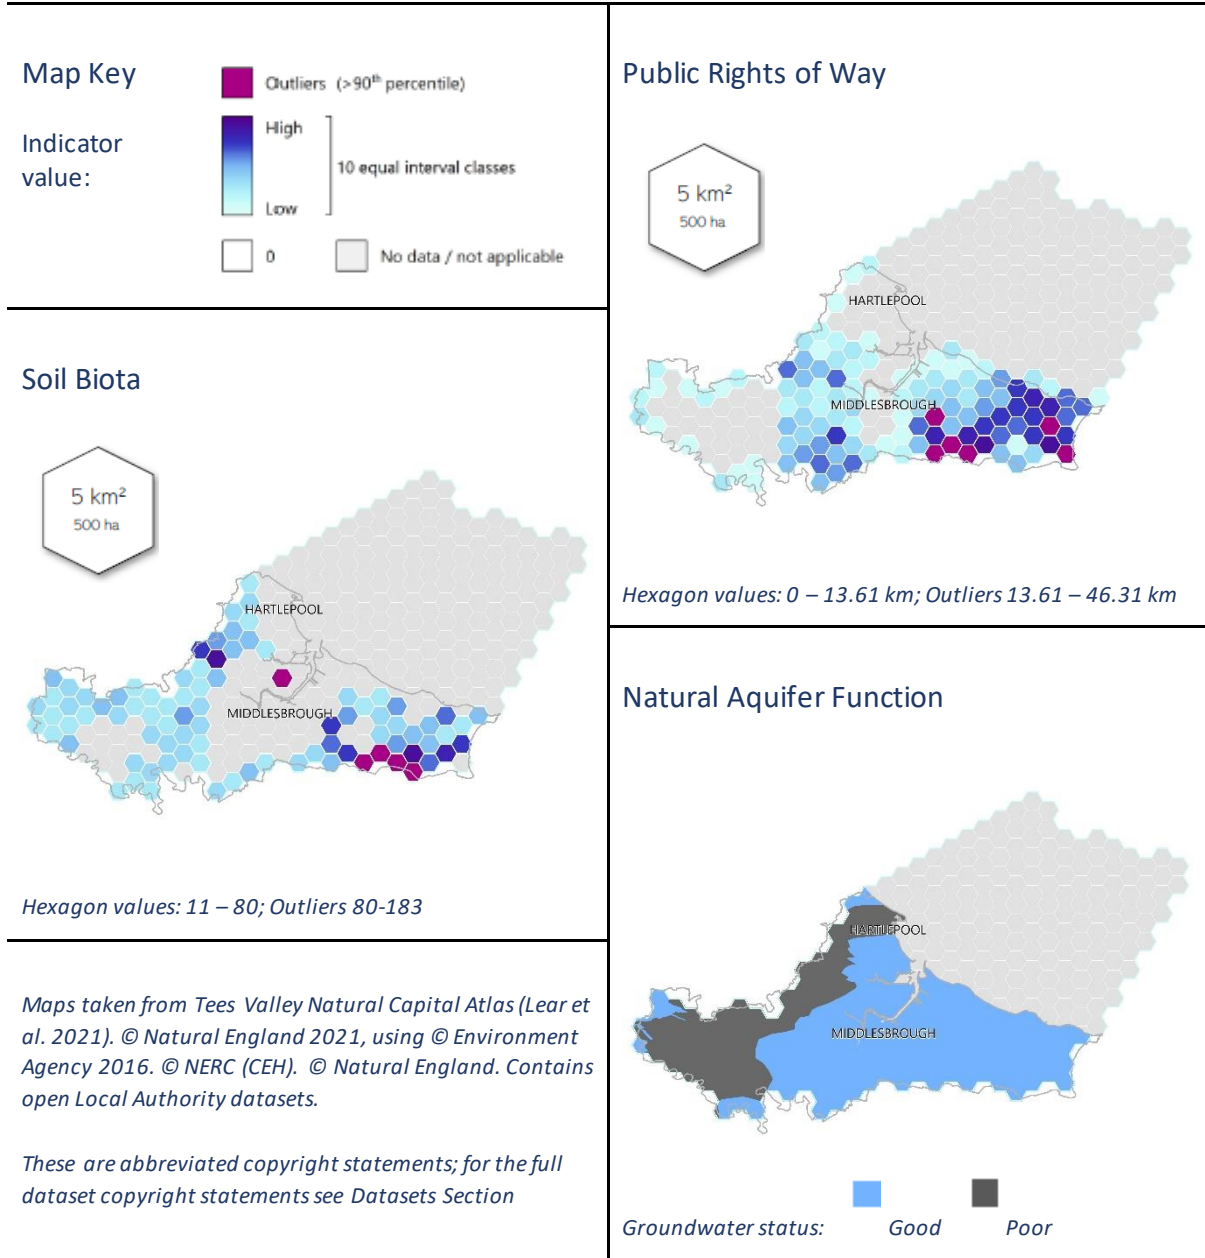 Map Key
Indicator
value:
Outliers (>90th percentile)
High
10 equal interval classes
Low
0
No data / not applicable
Soil Biota
5 km²
500 ha
HARTLEPOOL
MIDDLESBROUGH
Hexagon values: 11 – 80; Outliers 80-183
Maps taken from Tees Valley Natural Capital Atlas (Lear et
al. 2021). © Natural England 2021, using © Environment
Agency 2016. © NERC (CEH). © Natural England. Contains
open Local Authority datasets.
These are abbreviated copyright statements; for the full
dataset copyright statements see Datasets Section
Public Rights of Way
5 km²
500 ha
HARTLEPOOL
MIDDLESBROUGH
Hexagon values: 0 – 13.61 km; Outliers 13.61 – 46.31 km
Natural Aquifer Function
HARTLEPOOL
MIDDLESBROUGH
Groundwater status: Good Poor